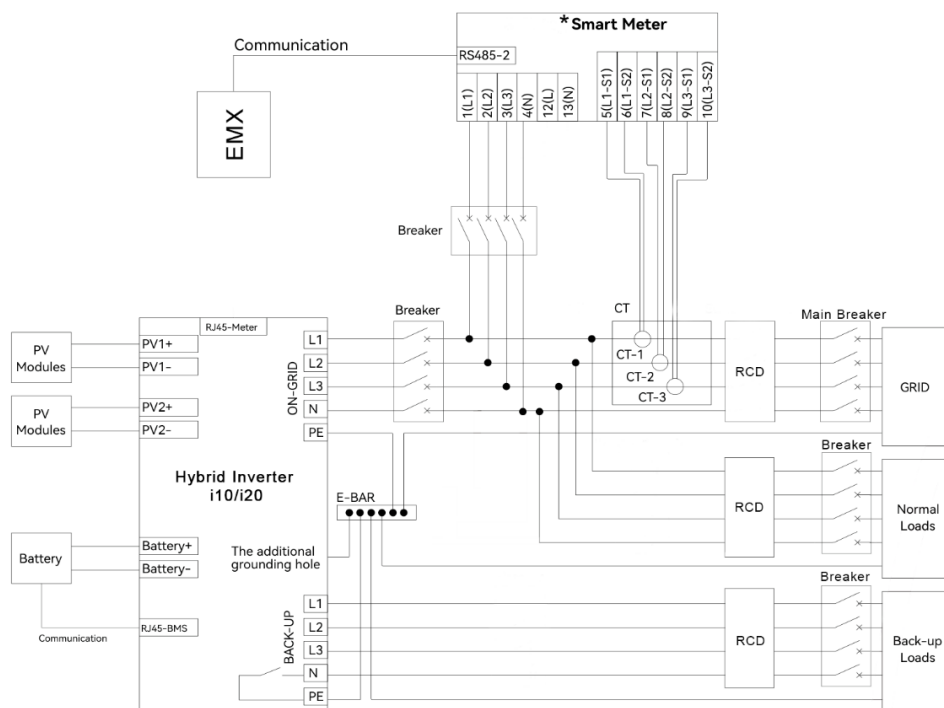 *Smart Meter
Communication
RS485-2
1(L1)
2(L2)
3(L3)
4(N)
12(L)
13(N)
5(L1-S1)
6(L1-S2)
7(L2-S1)
8(L2-S2)
9(L3-S1)
10(L3-S2)
EMX
Breaker
Breaker
CT
Main Breaker
RJ45-Meter
PV
Modules
PV1+
PV1-
ON-GRID
L1
L2
L3
N
PE
CT-1
CT-2
CT-3
RCD
GRID
PV
Modules
PV2+
PV2-
Hybrid Inverter
i10/i20
E-BAR
Breaker
RCD
Normal
Loads
Battery
Battery+
Battery-
The additional
grounding hole
Breaker
Communication
RJ45-BMS
BACK-UP
L1
L2
L3
N
PE
RCD
Back-up
Loads